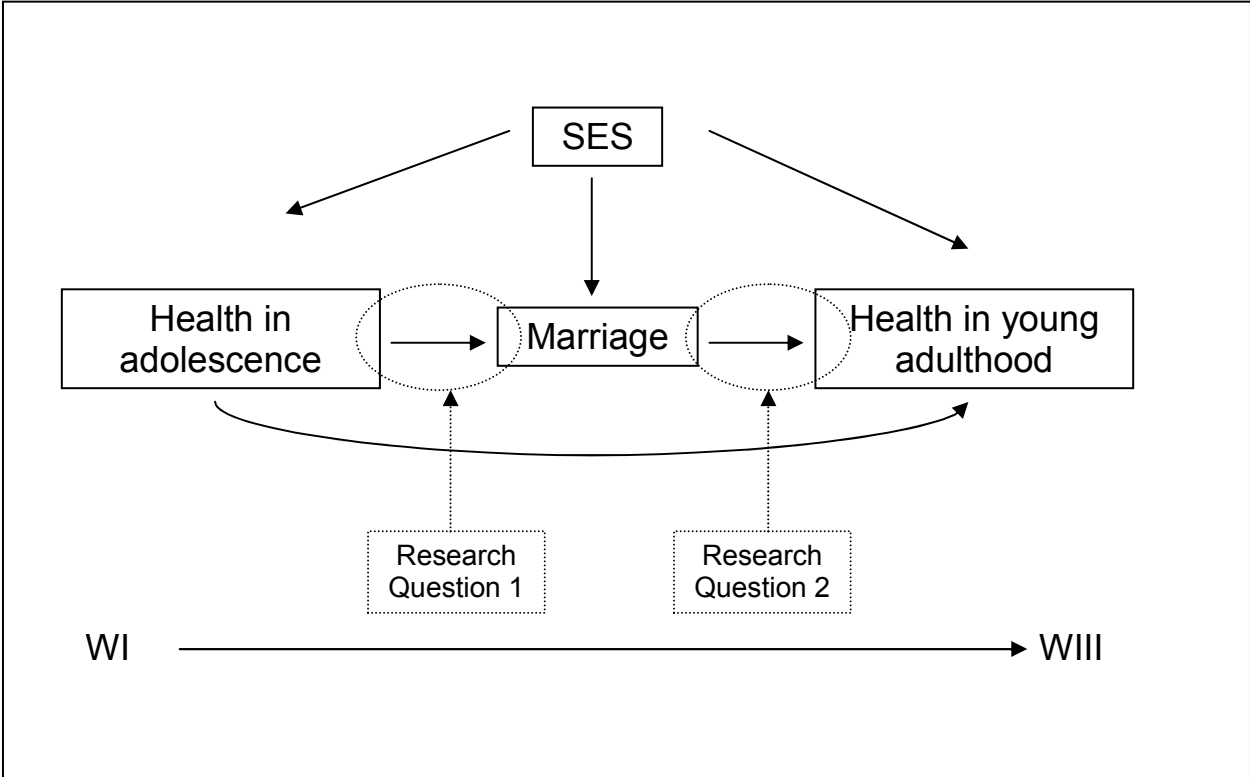 SES
Health in
adolescence
Marriage
Health in young
adulthood
Research
Question 1
Research
Question 2
WI
WIII